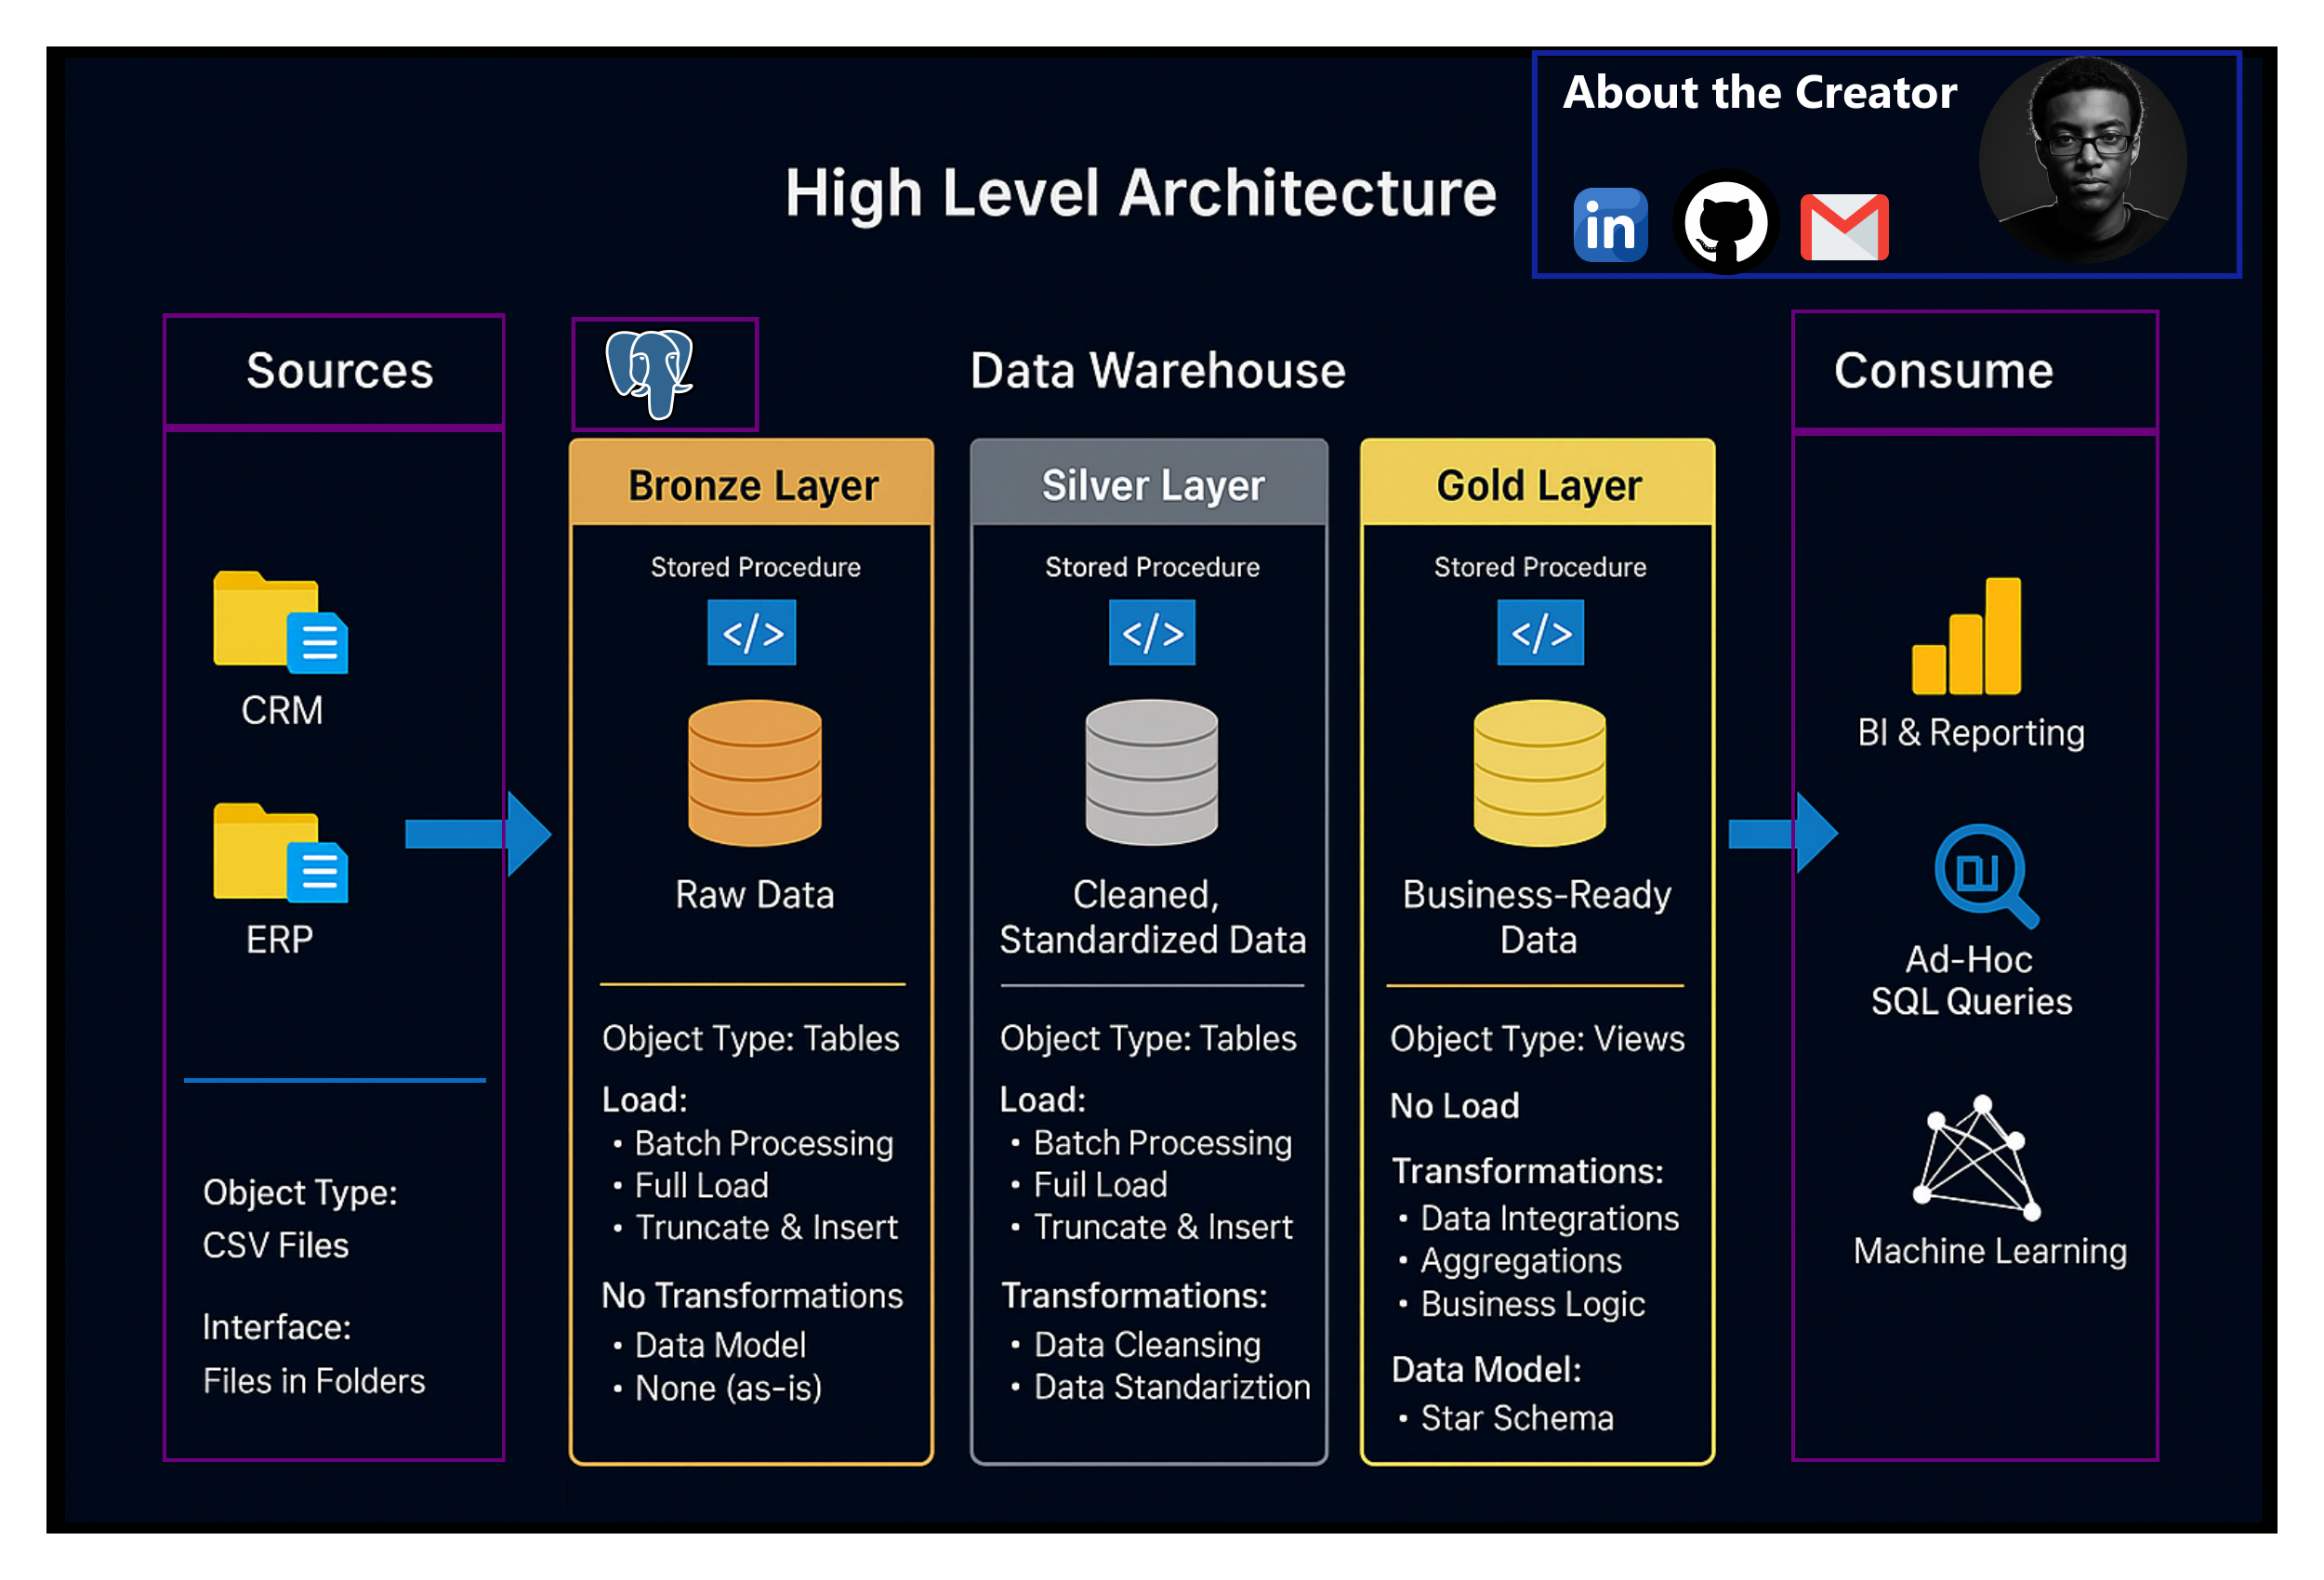 About the Creator
in
High Level Architecture
Sources
CRM
ERP
Object Type:
CSV Files
Interface:
Files in Folders
Data Warehouse
Bronze Layer
Stored Procedure
</>
Raw Data
Object Type: Tables
Load:
• Batch Processing
• Full Load
• Truncate & Insert
No Transformations
• Data Model
• None (as-is)
Silver Layer
Stored Procedure
</>
Cleaned,
Standardized Data
Object Type: Tables
Load:
• Batch Processing
• Fuil Load
• Truncate & Insert
Transformations:
• Data Cleansing
• Data Standariztion
Gold Layer
Stored Procedure
</>
Business-Ready
Data
Object Type: Views
No Load
Transformations:
• Data Integrations
• Aggregations
• Business Logic
Data Model:
• Star Schema
Consume
BI & Reporting
Ad-Hoc
SQL Queries
Machine Learning